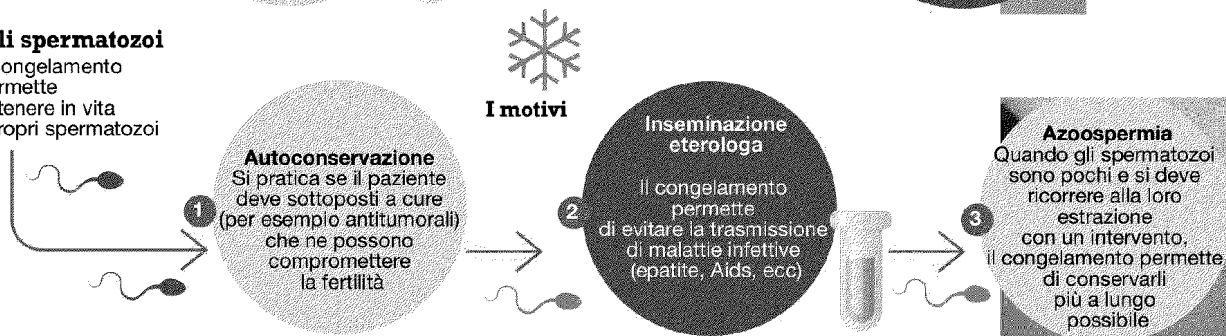 li spermatozoi
ongelamento
rmette
tenere in vita
ropri spermatozoi
I motivi
1
Autoconservazione
Si pratica se il paziente
deve sottoposti a cure
(per esempio antitumorali)
che ne possono
compromettere
la fertilità
2
Inseminazione
eterologa
Il congelamento
permette
di evitare la trasmissione
di malattie infettive
(epatite, Aids, ecc)
3
Azoospermia
Quando gli spermatozoi
sono pochi e si deve
ricorrere alla loro
estrazione
con un intervento,
il congelamento permette
di conservarli
più a lungo
possibile